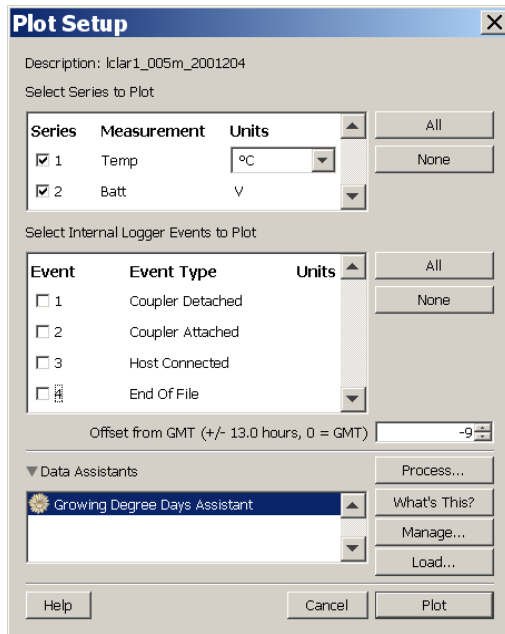 Plot Setup
Description: lclar1_005m_2001204
Select Series to Plot
Series Measurement Units All
1 Temp ºC None
2 Batt V
Select Internal Logger Events to Plot
Event Event Type Units All
1 Coupler Detached None
2 Coupler Attached
3 Host Connected
4 End Of File
Offset from GMT (+/- 13.0 hours, 0 = GMT) -9
Data Assistants Process...
Growing Degree Days Assistant What's This?
Manage...
Load...
Help Cancel Plot